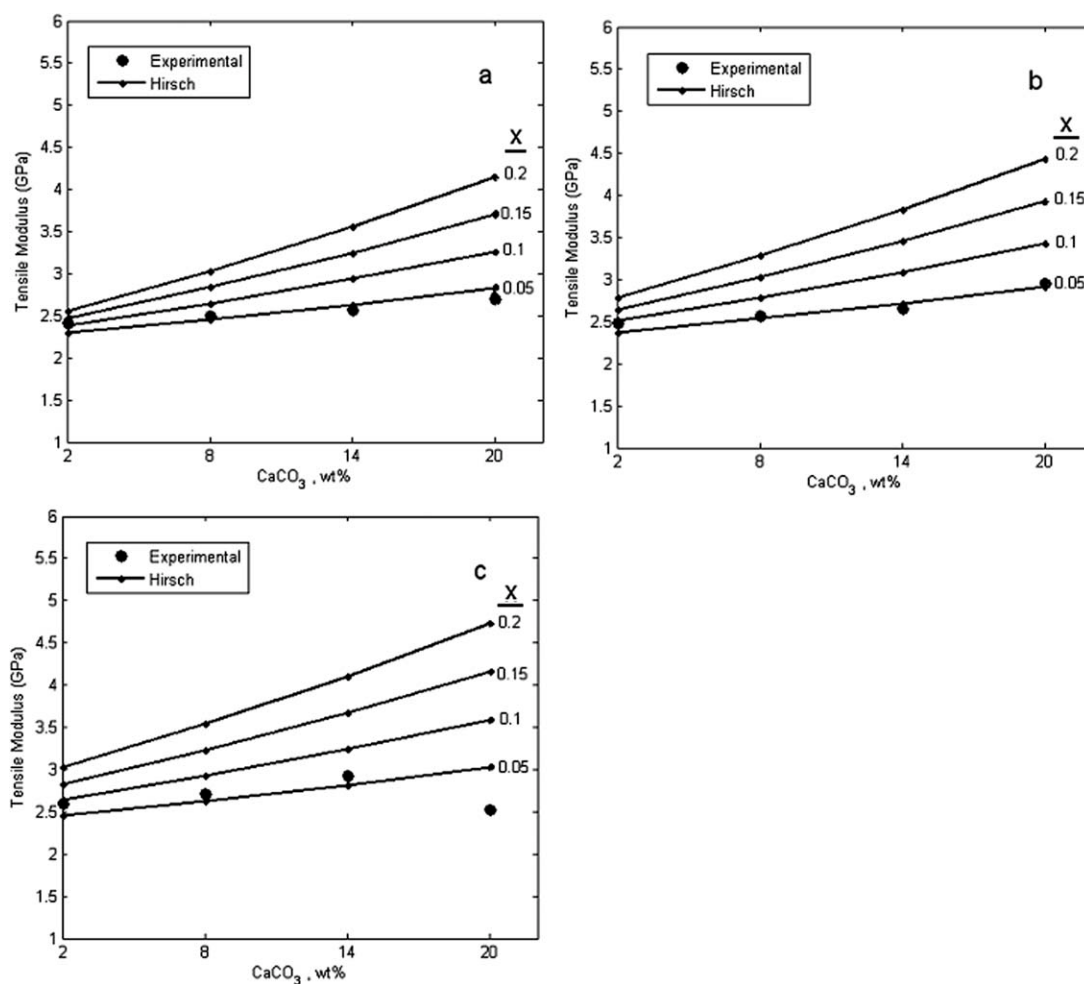 6
5.5
5
4.5
4
3.5
3
2.5
2
1.5
1
Tensile Modulus (GPa)
Experimental
Hirsch
a
X
0.2
0.15
0.1
0.05
2 8 14 20
CaCO3 , wt%
6
5.5
5
4.5
4
3.5
3
2.5
2
1.5
1
Tensile Modulus (GPa)
Experimental
Hirsch
b
X
0.2
0.15
0.1
0.05
2 8 14 20
CaCO3 , wt%
6
5.5
5
4.5
4
3.5
3
2.5
2
1.5
1
Tensile Modulus (GPa)
Experimental
Hirsch
c
X
0.2
0.15
0.1
0.05
2 8 14 20
CaCO3 , wt%